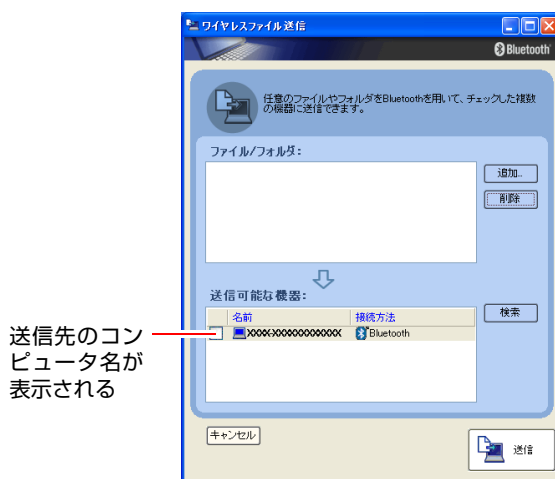 ワイヤレスファイル送信
Bluetooth
任意のファイルやフォルダをBluetoothを用いて、チェックした複数
の機器に送信できます。
ファイル/フォルダ:
追加...
削除
送信可能な機器:
名前 接続方法
XXXX-XXXXXXXXXXXX Bluetooth
検索
送信先のコン
ピュータ名が
表示される
キャンセル
送信